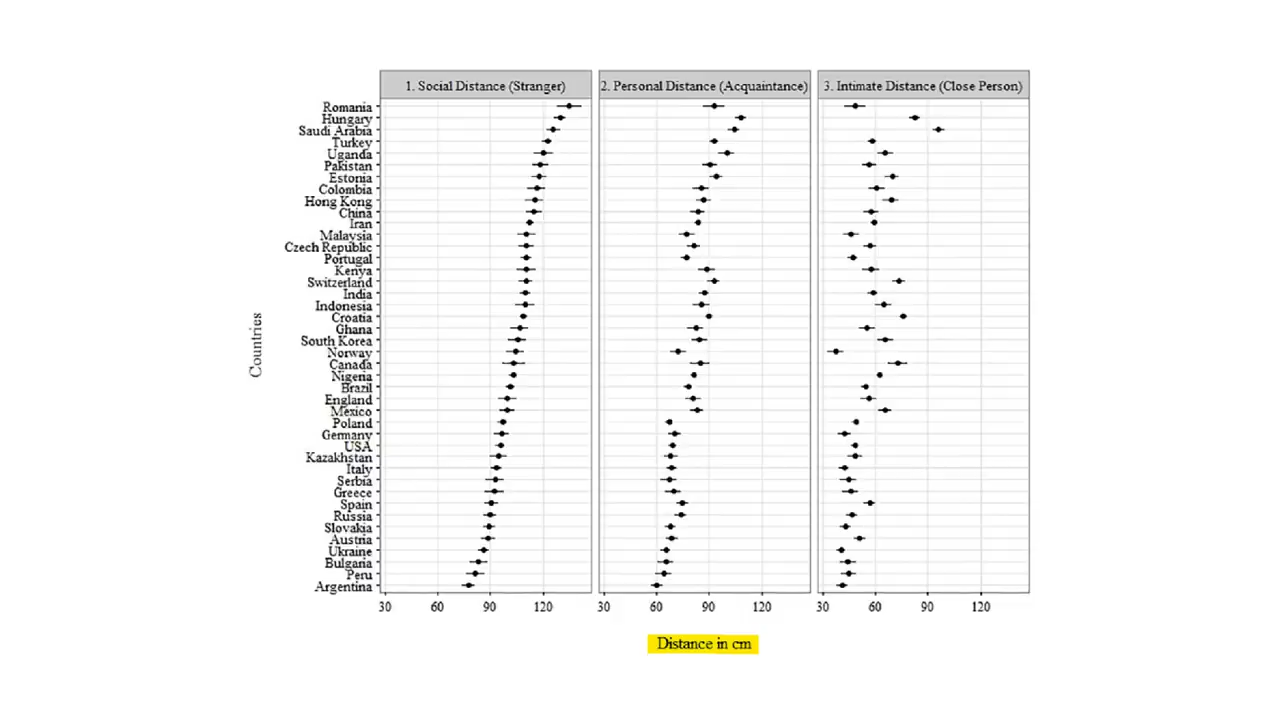 1. Social Distance (Stranger)
2. Personal Distance (Acquaintance)
3. Intimate Distance (Close Person)
Countries
Romania
Hungary
Saudi Arabia
Turkey
Uganda
Pakistan
Estonia
Colombia
Hong Kong
China
Iran
Malaysia
Czech Republic
Portugal
Kenya
Switzerland
India
Indonesia
Croatia
Ghana
South Korea
Norway
Canada
Nigeria
Brazil
England
Mexico
Poland
Germany
USA
Kazakhstan
Italy
Serbia
Greece
Spain
Russia
Slovakia
Austria
Ukraine
Bulgaria
Peru
Argentina
30 60 90 120
30 60 90 120
30 60 90 120
Distance in cm